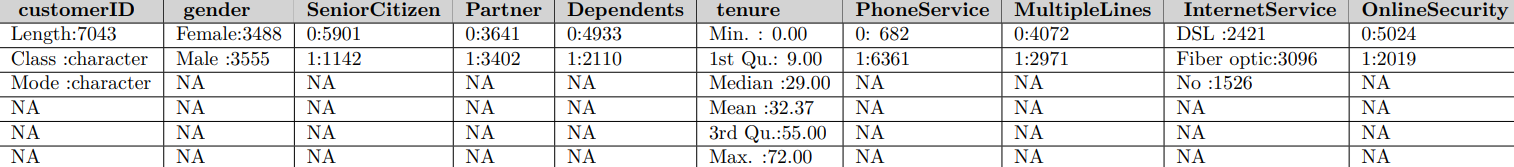 customerID gender SeniorCitizen Partner Dependents tenure PhoneService MultipleLines InternetService OnlineSecurity
Length:7043 Female:3488 0:5901 0:3641 0:4933 Min. : 0.00 0: 682 0:4072 DSL :2421 0:5024
Class :character Male :3555 1:1142 1:3402 1:2110 1st Qu.: 9.00 1:6361 1:2971 Fiber optic:3096 1:2019
Mode :character NA NA NA NA Median :29.00 NA NA No :1526 NA
NA NA NA NA NA Mean :32.37 NA NA NA NA
NA NA NA NA NA 3rd Qu.:55.00 NA NA NA NA
NA NA NA NA NA Max. :72.00 NA NA NA NA